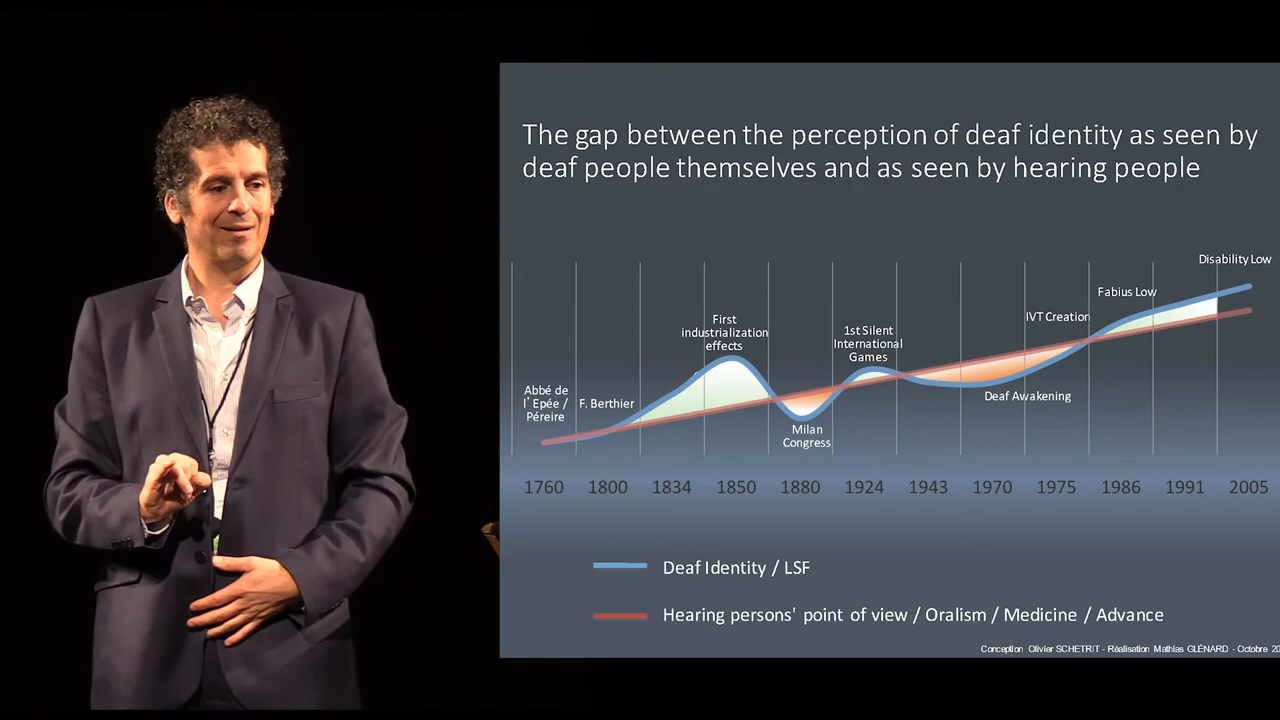 The gap between the perception of deaf identity as seen by
deaf people themselves and as seen by hearing people
Disability Low
Fabius Low
IVT Creation
First
industrialization
effects
1st Silent
International
Games
Abbé de
l'Epée /
Péreire
F. Berthier
Deaf Awakening
Milan
Congress
1760 1800 1834 1850 1880 1924 1943 1970 1975 1986 1991 2005
Deaf Identity / LSF
Hearing persons' point of view / Oralism / Medicine / Advance
Conception Olivier SCHETRIT - Réalisation Mathias GLÉNARD - Octobre 20